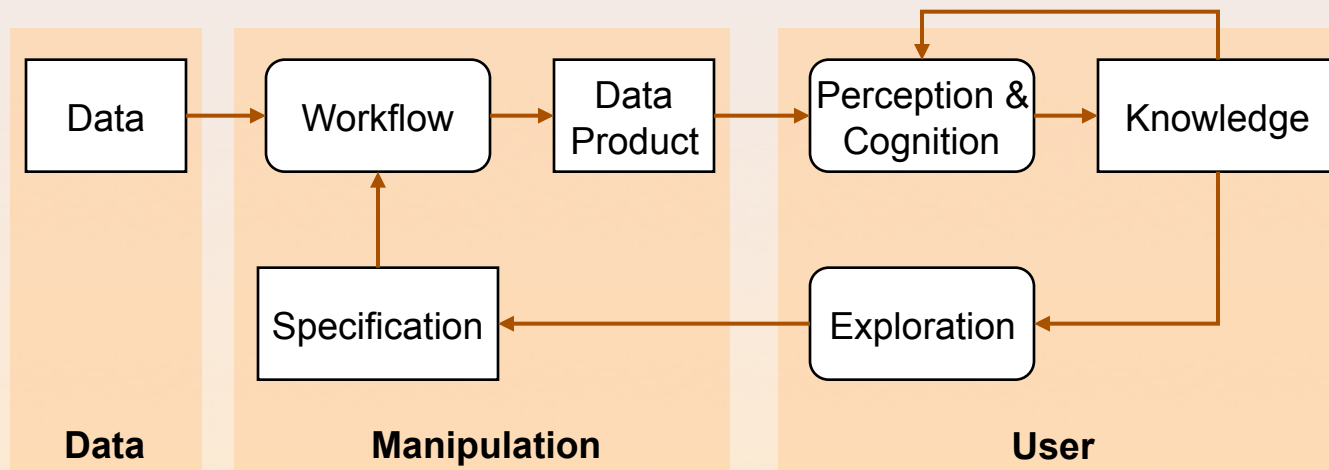 Data
Workflow
Data
Product
Perception &
Cognition
Knowledge
Specification
Exploration
Data
Manipulation
User